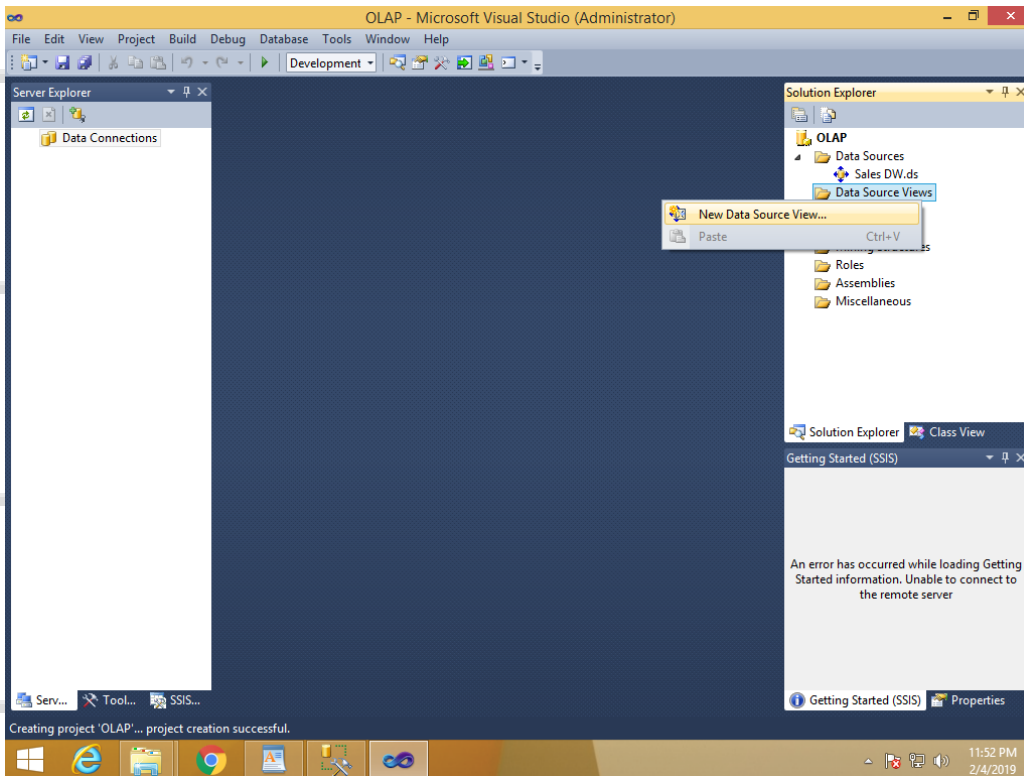 OLAP - Microsoft Visual Studio (Administrator)
File Edit View Project Build Debug Database Tools Window Help
Development
Server Explorer
Data Connections
Solution Explorer
OLAP
Data Sources
Sales DW.ds
Data Source Views
New Data Source View...
Paste Ctrl+V
Roles
Assemblies
Miscellaneous
Solution Explorer Class View
Getting Started (SSIS)
An error has occurred while loading Getting
Started information. Unable to connect to
the remote server
Serv... Tool... SSIS...
Getting Started (SSIS) Properties
Creating project 'OLAP'... project creation successful.
11:52 PM
2/4/2019